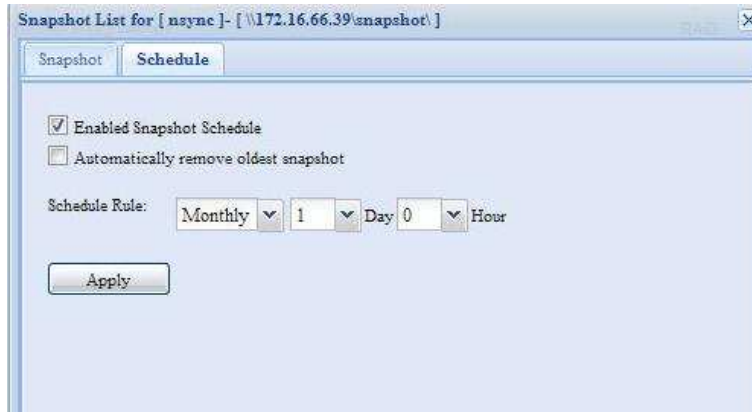 Snapshot List for [ nsync ]- [ \\172.16.66.39\snapshot\ ]
RAID
Snapshot Schedule
Enabled Snapshot Schedule
Automatically remove oldest snapshot
Schedule Rule: Monthly 1 Day 0 Hour
Apply